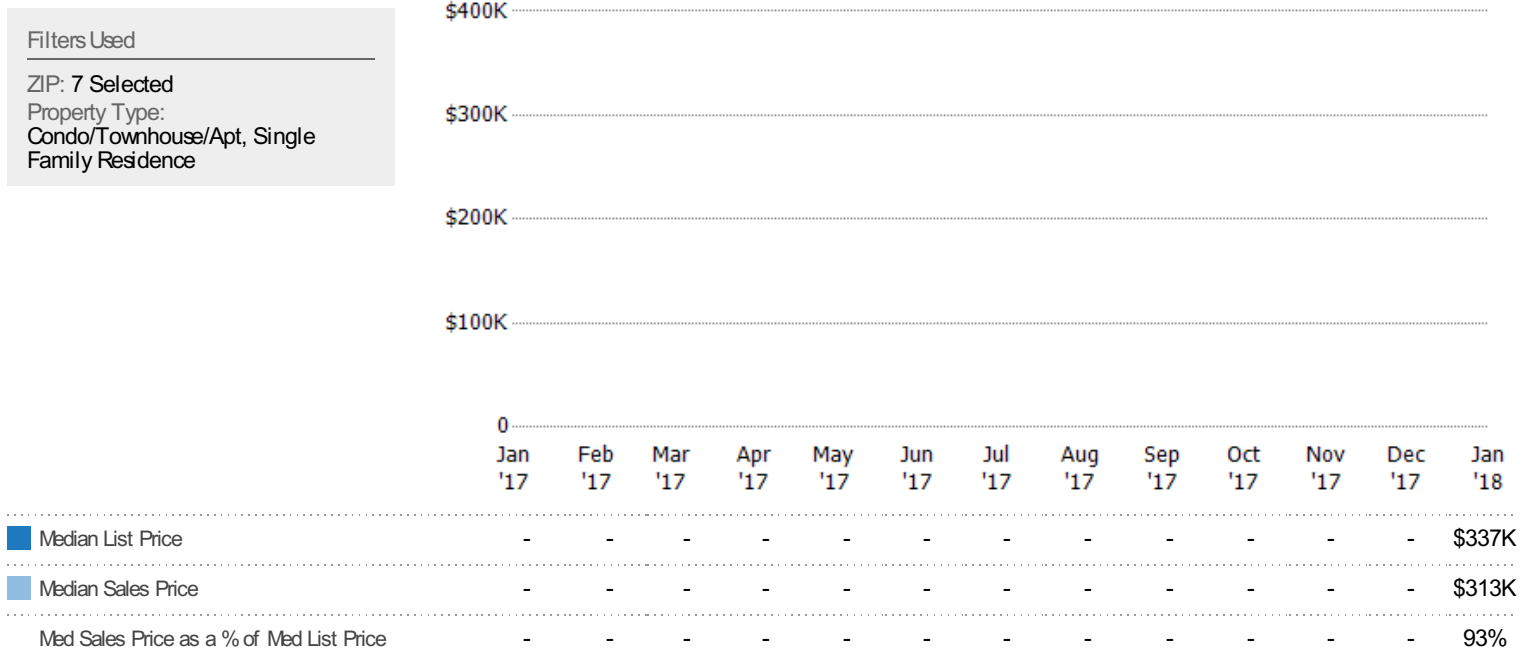 Filters Used
ZIP: 7 Selected
Property Type:
Condo/Townhouse/Apt, Single
Family Residence
$400K
$300K
$200K
$100K
0
Jan Feb Mar Apr May Jun Jul Aug Sep Oct Nov Dec Jan
'17 '17 '17 '17 '17 '17 '17 '17 '17 '17 '17 '17 '18
Median List Price - - - - - - - - - - - - $337K
Median Sales Price - - - - - - - - - - - - $313K
Med Sales Price as a % of Med List Price - - - - - - - - - - - - 93%